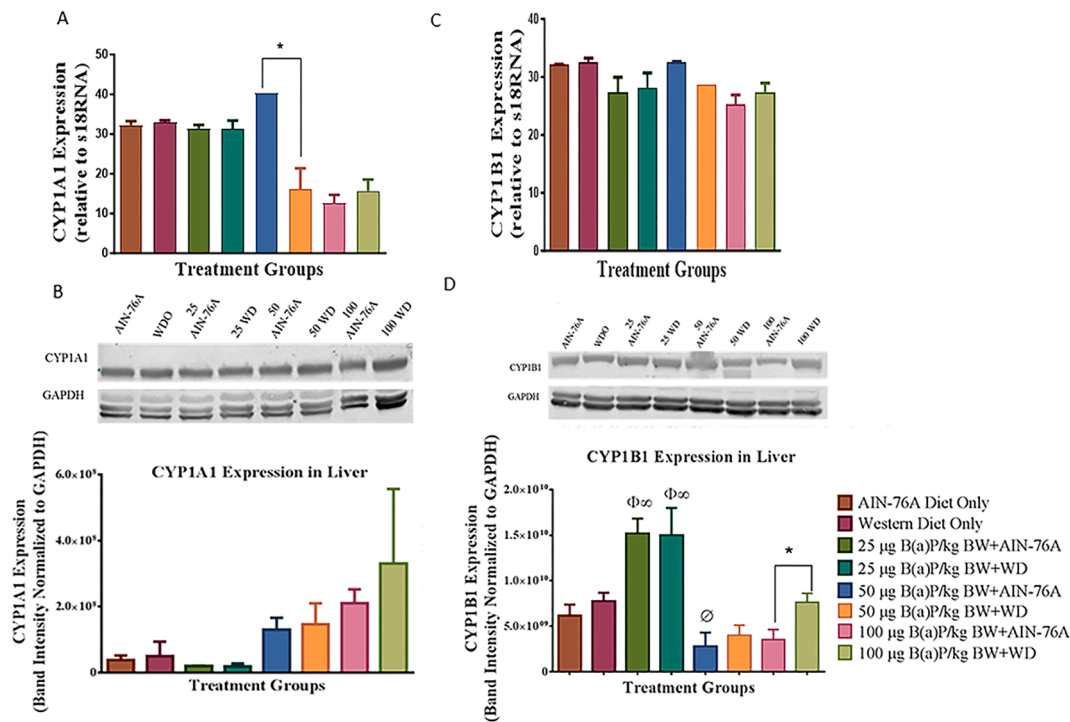 A
CYP1A1 Expression
(relative to s18RNA)
50
40
30
20
10
0
*
Treatment Groups
C
CYP1B1 Expression
(relative to s18RNA)
40
30
20
10
0
Treatment Groups
B
AIN-76A
WDO
25
AIN-76A
25 WD
50
AIN-76A
50 WD
100
AIN-76A
100 WD
CYP1A1
GAPDH
CYP1A1 Expression in Liver
CYP1A1 Expression
(Band Intensity Normalized to GAPDH)
6.0×10⁸
4.0×10⁸
2.0×10⁸
0
Treatment Groups
D
AIN-76A
WDO
25
AIN-76A
25 WD
50
AIN-76A
50 WD
100
AIN-76A
100 WD
CYP1B1
GAPDH
CYP1B1 Expression in Liver
CYP1B1 Expression
(Band Intensity Normalized to GAPDH)
2.0×10¹⁰
1.5×10¹⁰
1.0×10¹⁰
5.0×10⁰⁹
0
Φ∞
Φ∞
∅
*
Treatment Groups
AIN-76A Diet Only
Western Diet Only
25 µg B(a)P/kg BW+AIN-76A
25 µg B(a)P/kg BW+WD
50 µg B(a)P/kg BW+AIN-76A
50 µg B(a)P/kg BW+WD
100 µg B(a)P/kg BW+AIN-76A
100 µg B(a)P/kg BW+WD